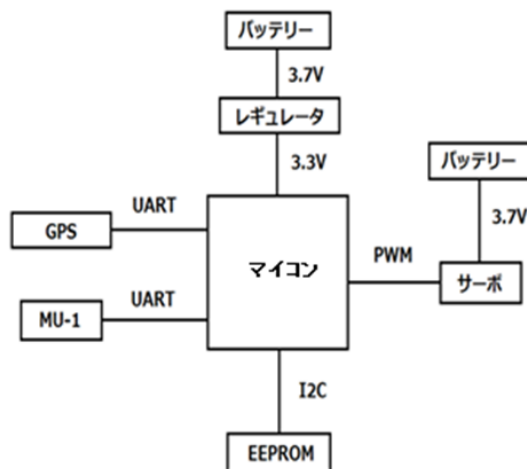 バッテリー
3.7V
レギュレータ
3.3V
バッテリー
3.7V
UART
GPS
マイコン
PWM
サーボ
UART
MU-1
I2C
EEPROM